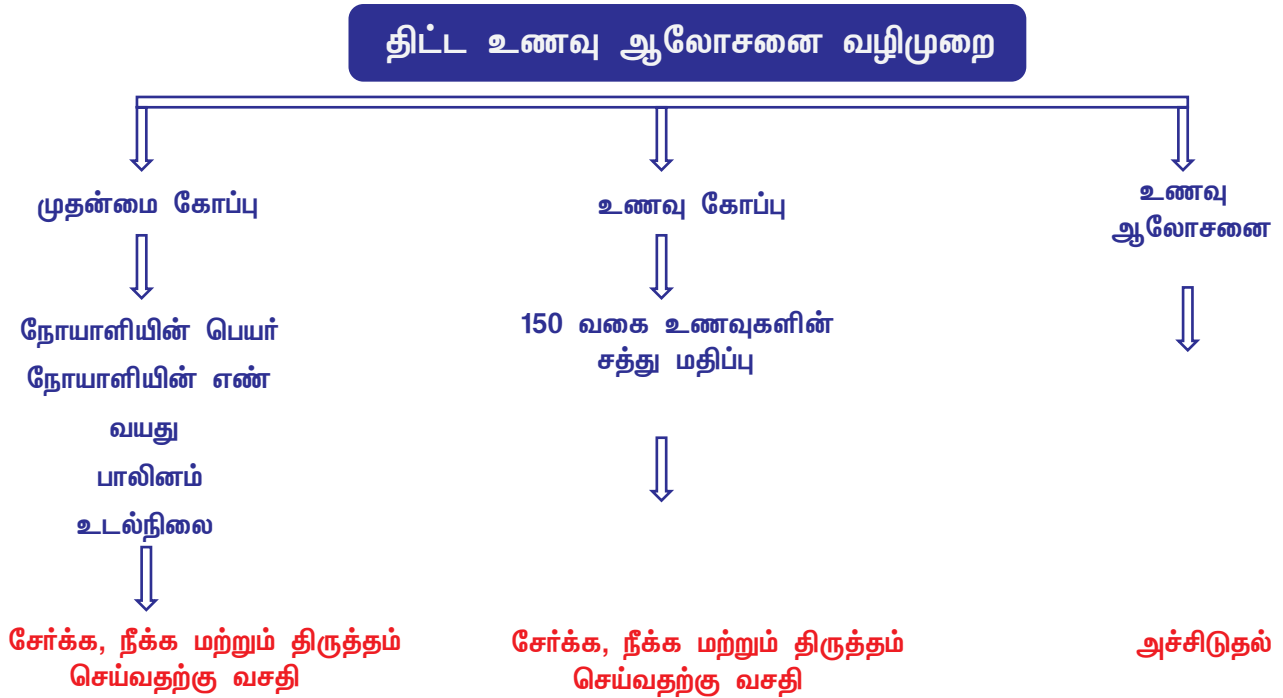 திட்ட உணவு ஆலோசனை வழிமுறை
முதன்மை கோப்பு
நோயாளியின் பெயர்
நோயாளியின் எண்
வயது
பாலினம்
உடல்நிலை
சேர்க்க, நீக்க மற்றும் திருத்தம்
செய்வதற்கு வசதி
உணவு கோப்பு
150 வகை உணவுகளின்
சத்து மதிப்பு
சேர்க்க, நீக்க மற்றும் திருத்தம்
செய்வதற்கு வசதி
உணவு
ஆலோசனை
அச்சிடுதல்